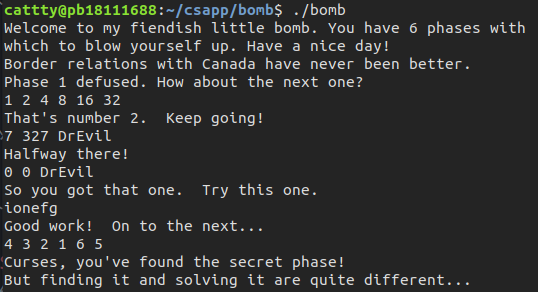 cattty@pb18111688:~/csapp/bomb$ ./bomb
Welcome to my fiendish little bomb. You have 6 phases with
which to blow yourself up. Have a nice day!
Border relations with Canada have never been better.
Phase 1 defused. How about the next one?
1 2 4 8 16 32
That's number 2.  Keep going!
7 327 DrEvil
Halfway there!
0 0 DrEvil
So you got that one.  Try this one.
ionefg
Good work!  On to the next...
4 3 2 1 6 5
Curses, you've found the secret phase!
But finding it and solving it are quite different...